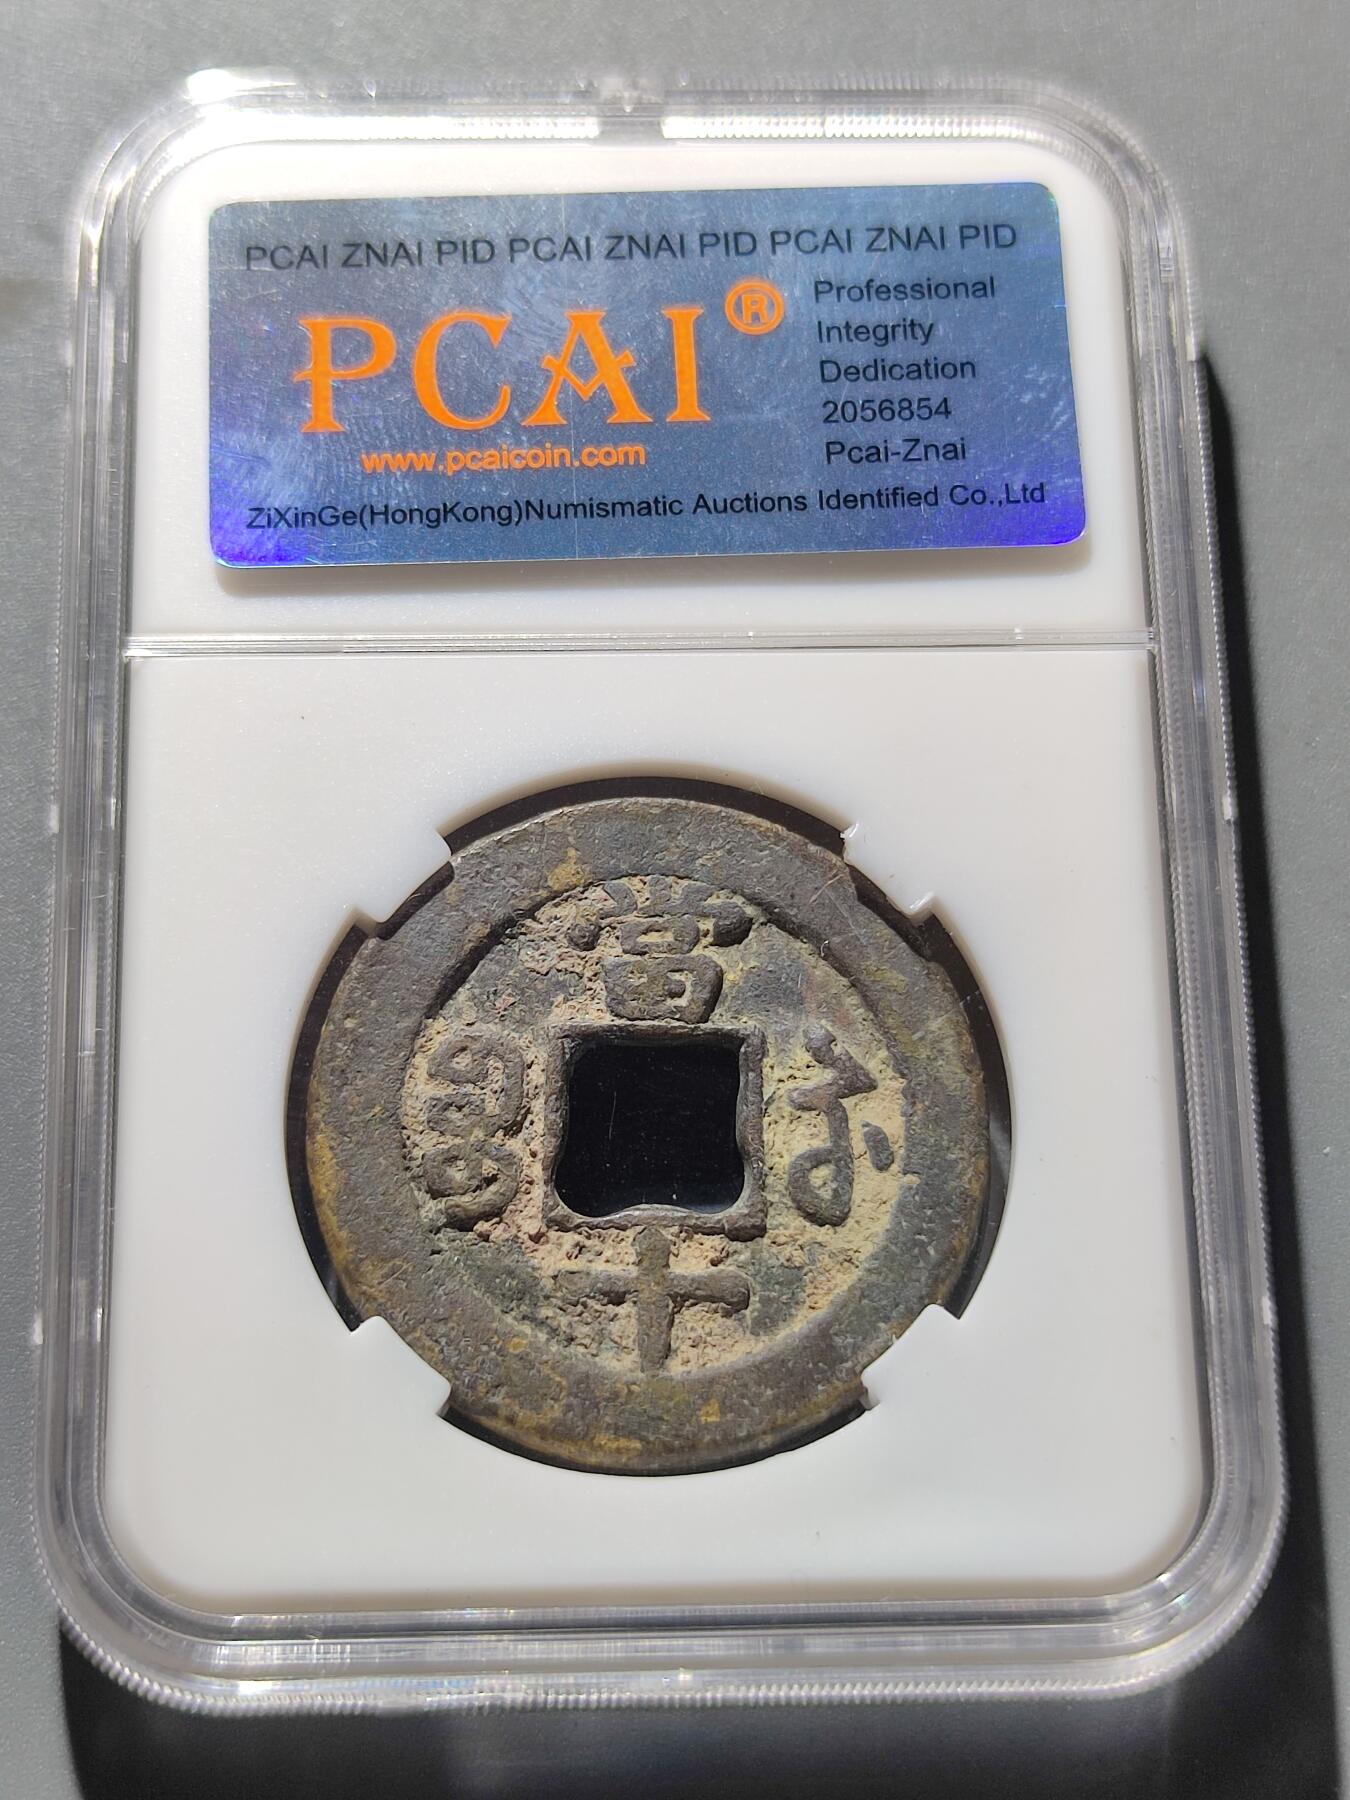 PCAI ZNAI PID PCAI ZNAI PID PCAI ZNAI PID
PCAI®
www.pcaicoin.com
Professional
Integrity
Dedication
2056854
Pcai-Znai
ZiXinGe(HongKong)Numismatic Auctions Identified Co.,Ltd
當
十